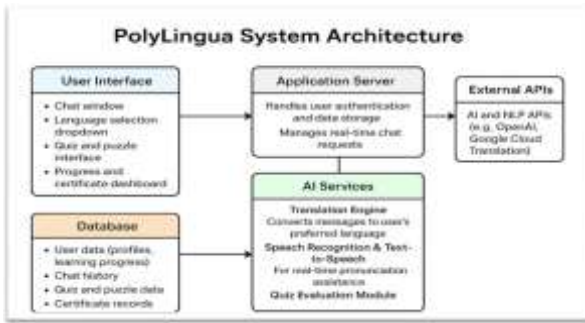 PolyLingua System Architecture
User Interface
• Chat window
• Language selection
dropdown
• Quiz and puzzle
interface
• Progress and
certificate dashboard
Application Server
Handles user authentication
and data storage
Manages real-time chat
requests
External APIs
AI and NLP APIs
(e.g, OpenAI,
Google Cloud
Translation)
Database
• User data (profiles,
learning progress)
• Chat history
• Quiz and puzzle data
• Certificate records
AI Services
Translation Engine
Converts messages to user's
preferred language
Speech Recognition & Text-
to-Speech
For real-time pronunciation
assistance
Quiz Evaluation Module